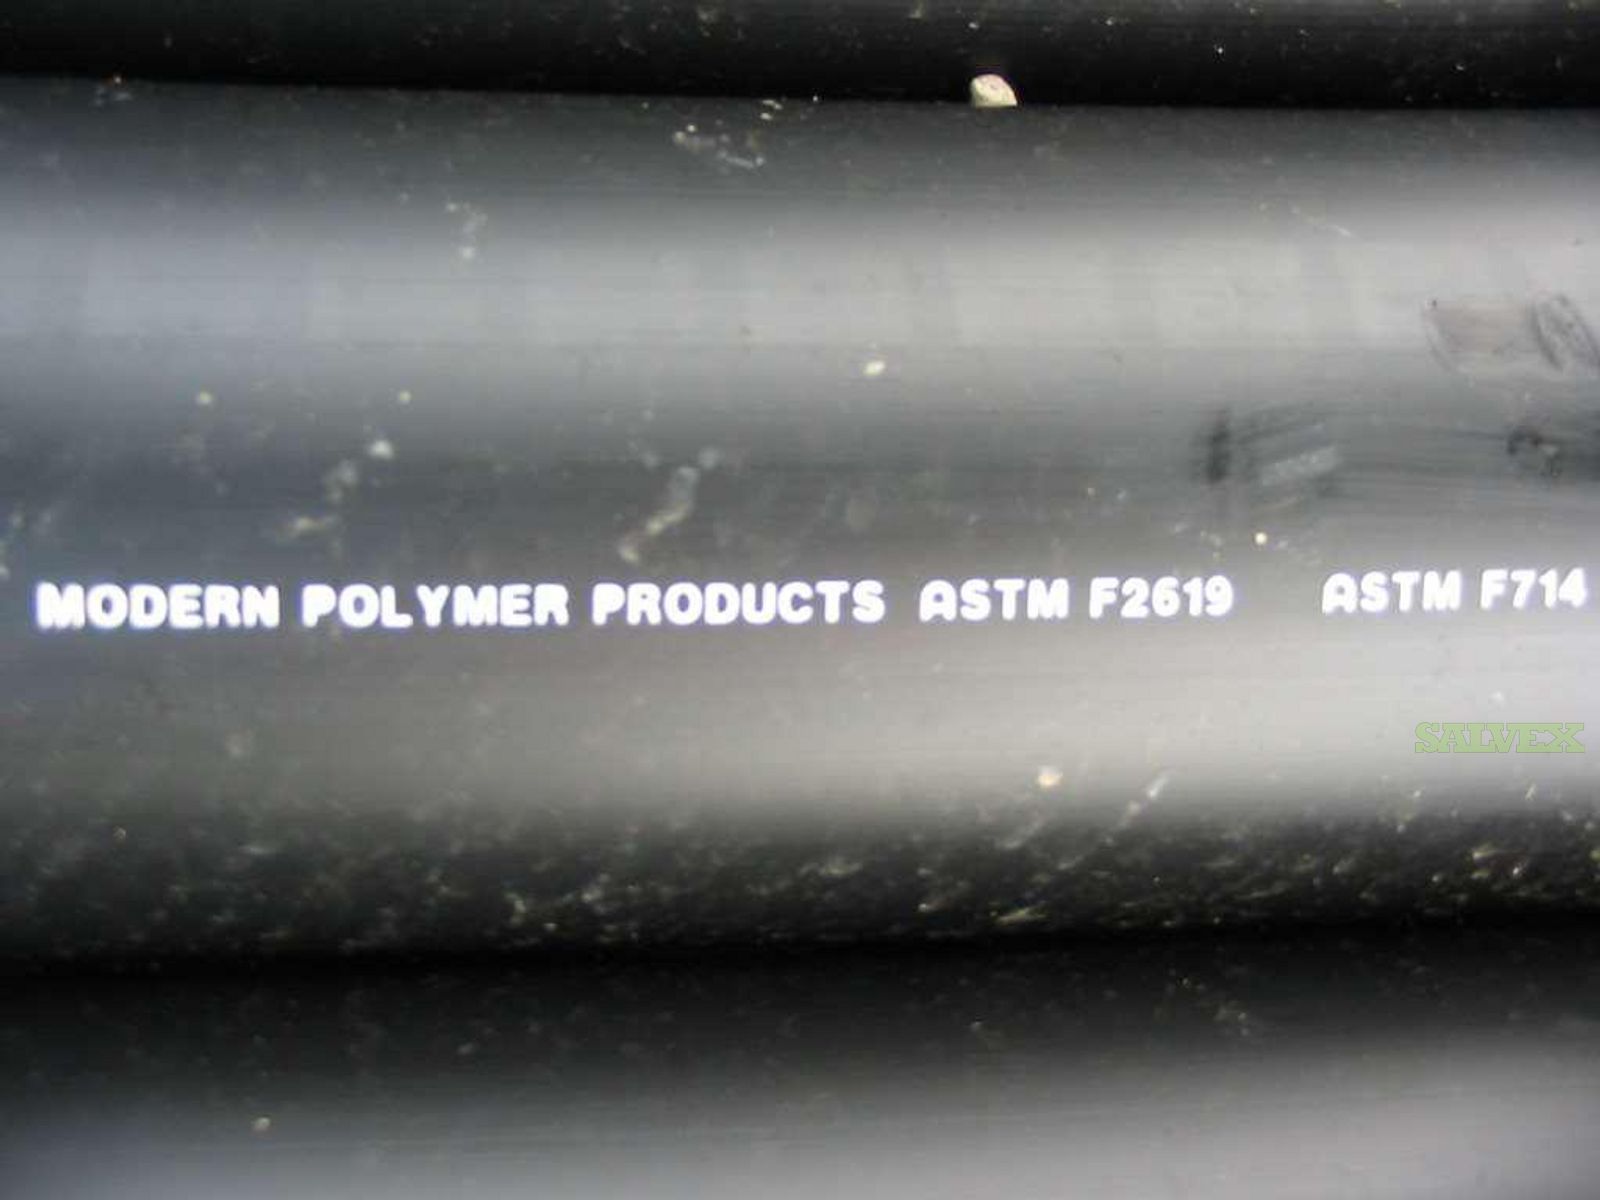 MODERN POLYMER PRODUCTS ASTM F2619 ASTM F714
SALVEX